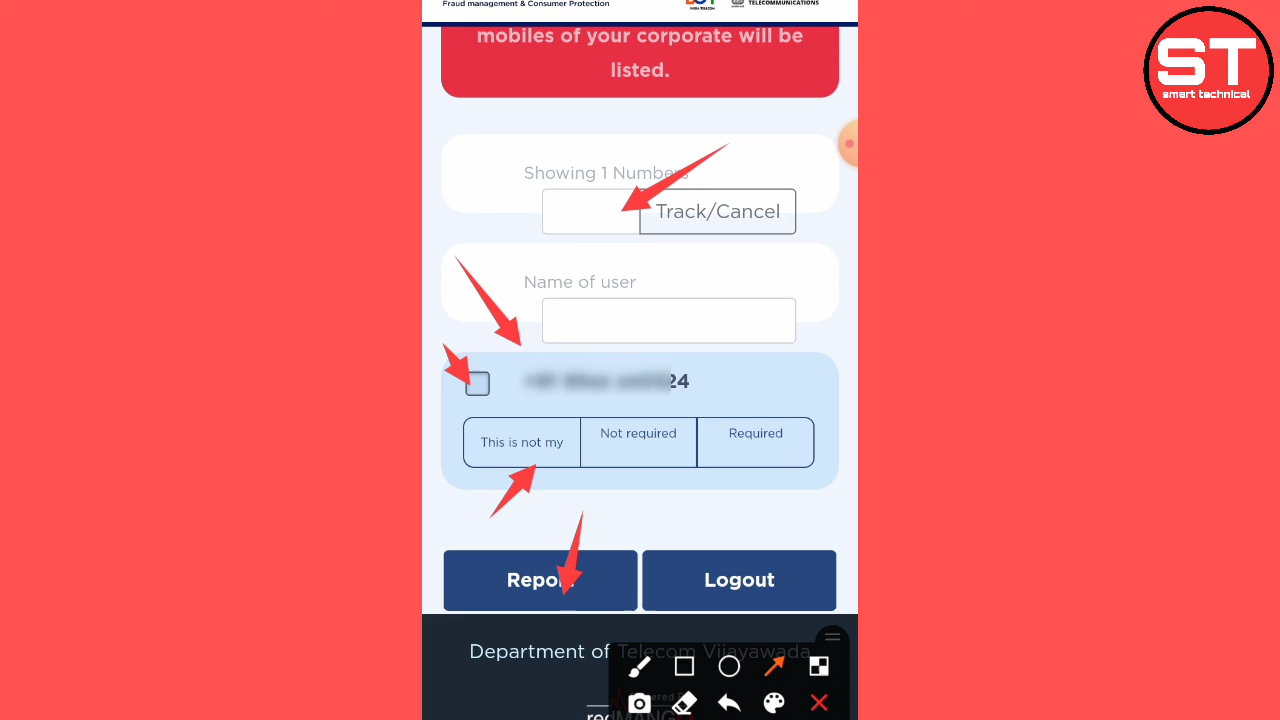 Fraud management & Consumer Protection
TELECOMMUNICATIONS
mobiles of your corporate will be
listed.
ST
smart technical
Showing 1 Numbers
Track/Cancel
Name of user
24
This is not my
Not required
Required
Report
Logout
Department of Telecom Vijayawada